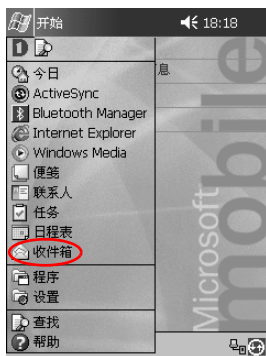 开始 18:18
息
今日
ActiveSync
Bluetooth Manager
Internet Explorer
Windows Media
便笺
联系人
任务
日程表
收件箱
程序
设置
查找
帮助
Microsoft
mobile